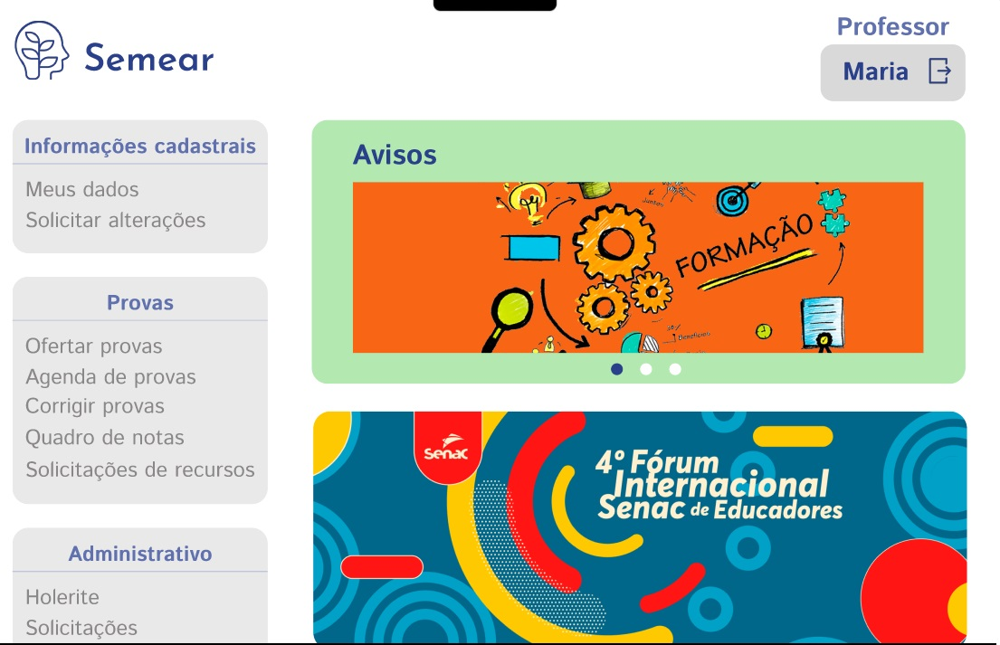 Semear
Professor
Maria
Informações cadastrais
Meus dados
Solicitar alterações
Provas
Ofertar provas
Agenda de provas
Corrigir provas
Quadro de notas
Solicitações de recursos
Administrativo
Holerite
Solicitações
Avisos
FORMAÇÃO
Senac
4º Fórum
Internacional
Senac de Educadores